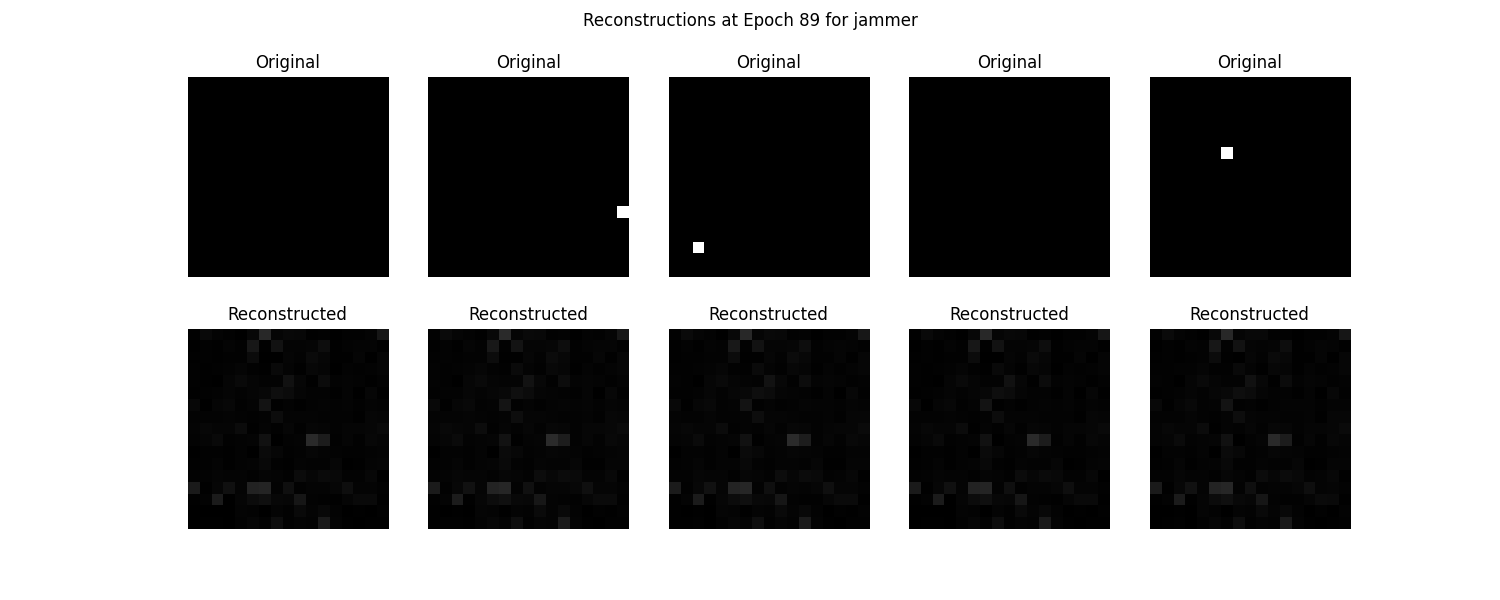 Reconstructions at Epoch 89 for jammer
Original Original Original Original Original
Reconstructed Reconstructed Reconstructed Reconstructed Reconstructed